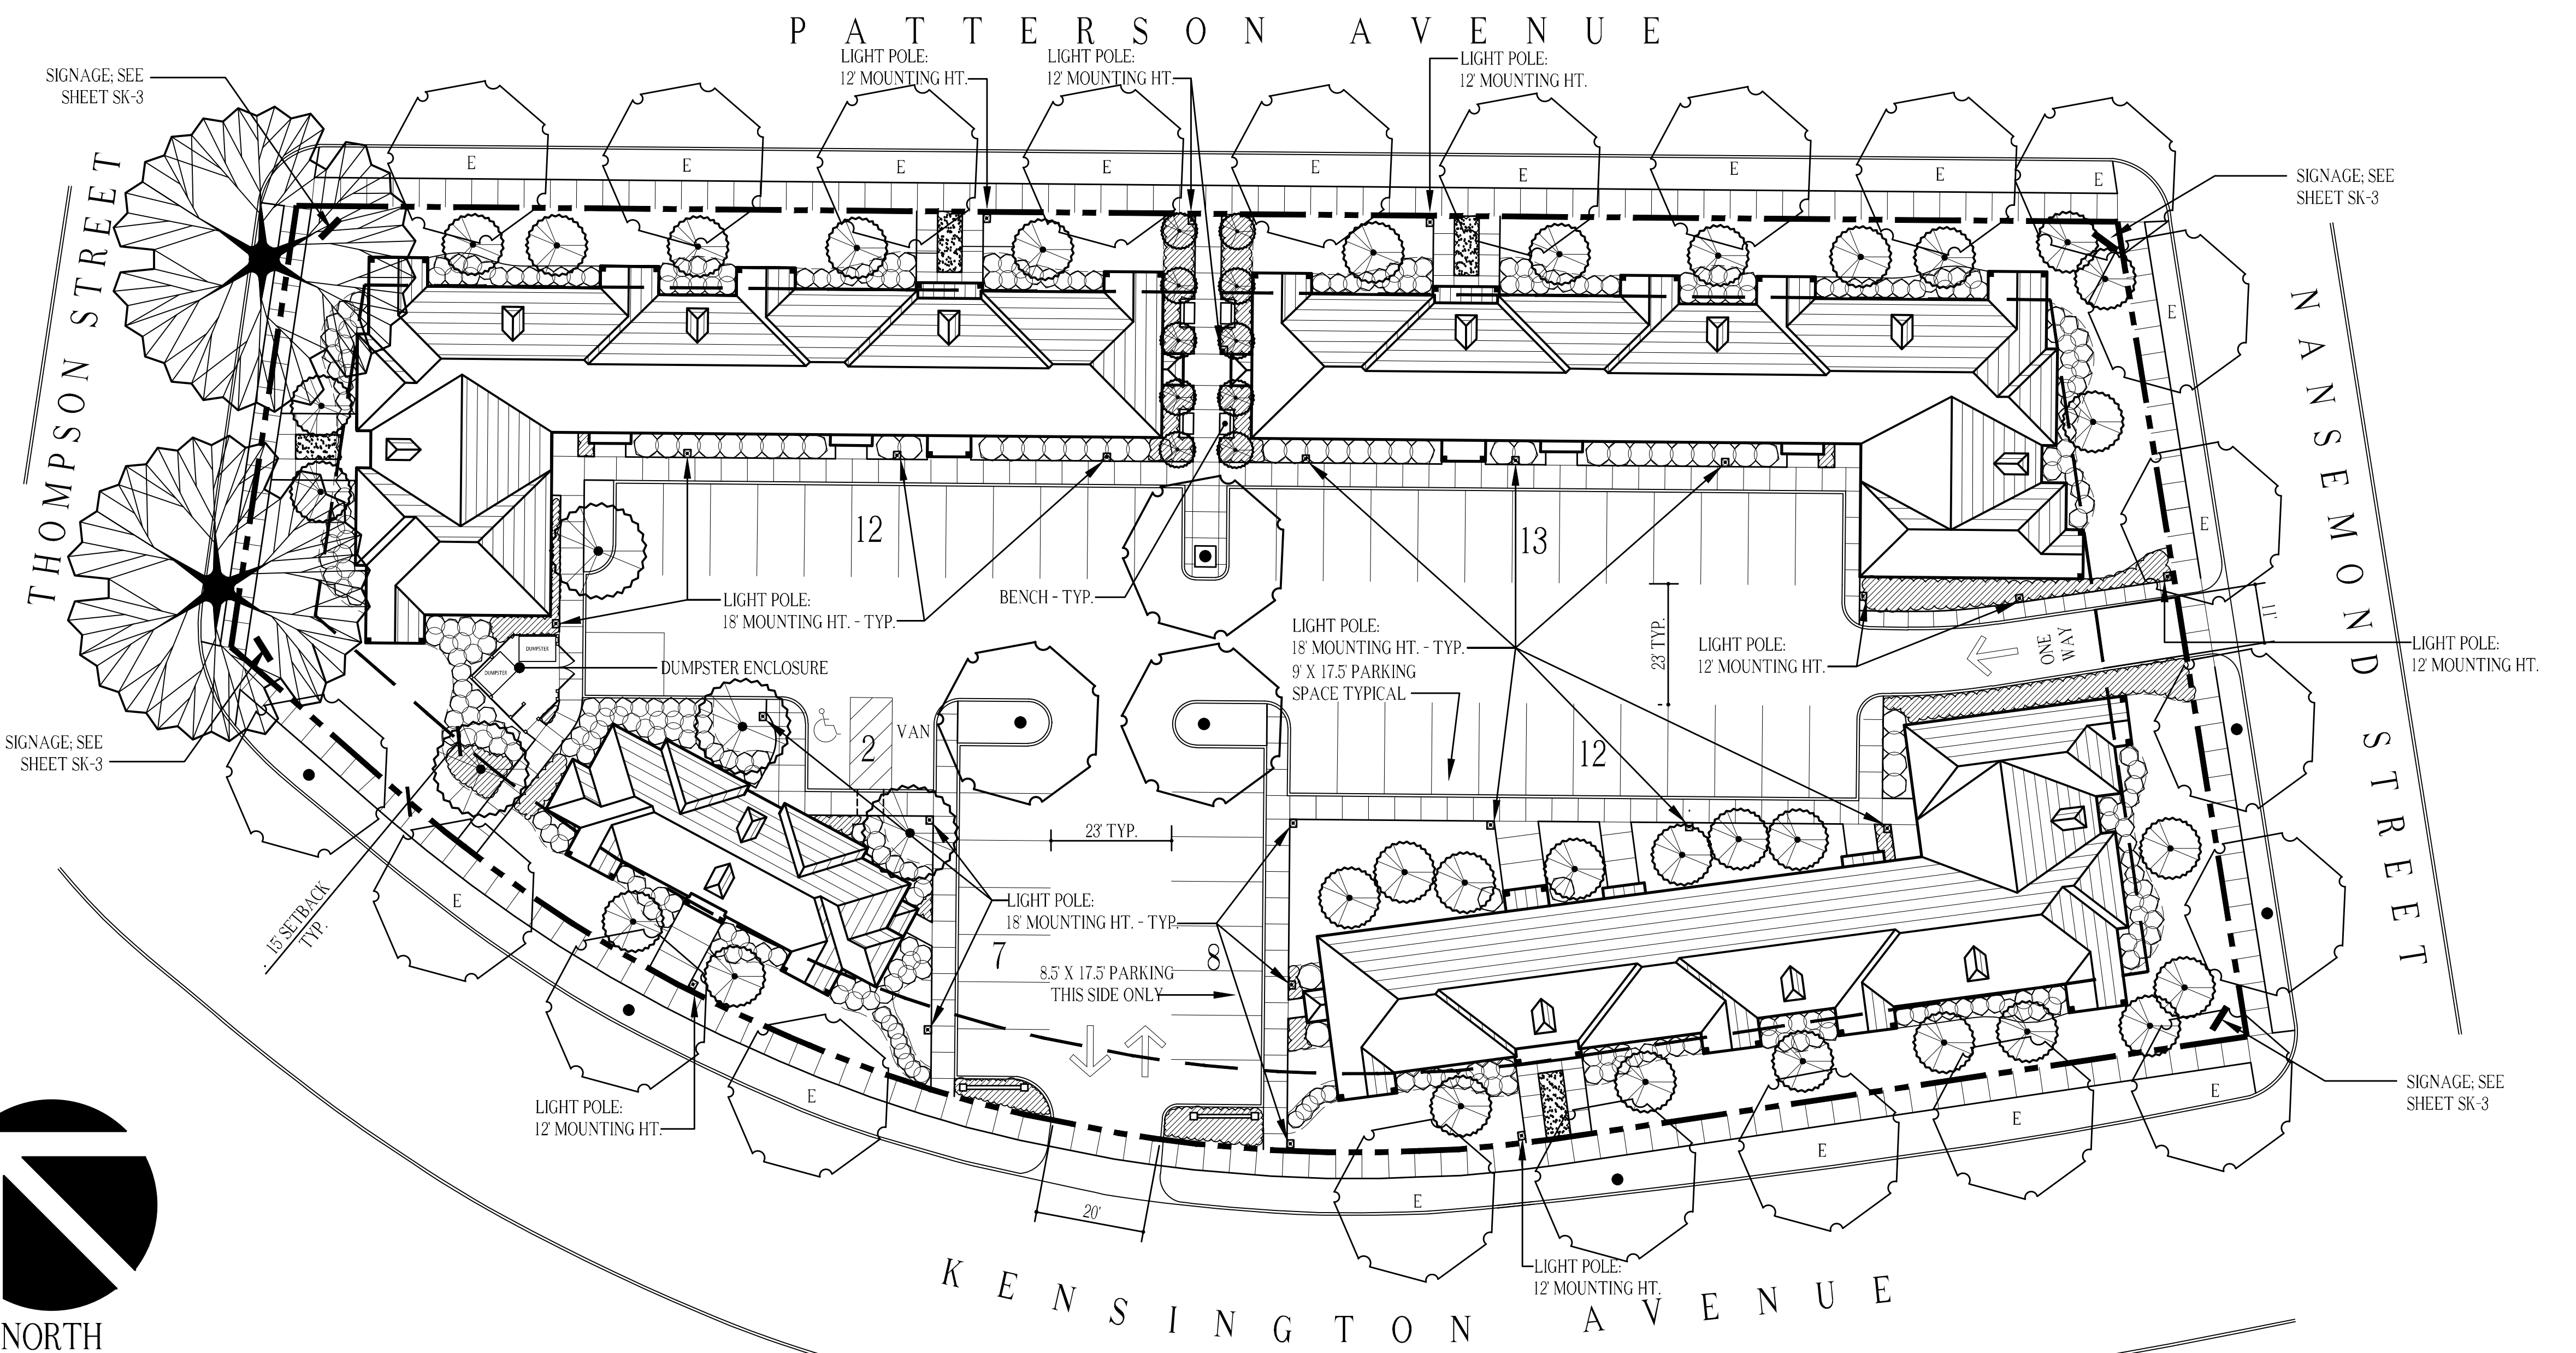 PATTERSON AVENUE
LIGHT POLE:
12' MOUNTING HT.
LIGHT POLE:
12' MOUNTING HT.
LIGHT POLE:
12' MOUNTING HT.
SIGNAGE; SEE
SHEET SK-3
SIGNAGE; SEE
SHEET SK-3
THOMPSON STREET
NANSEMOND STREET
E
E
E
E
E
E
E
E
E
E
E
12
13
LIGHT POLE:
18' MOUNTING HT. - TYP.
BENCH - TYP.
LIGHT POLE:
18' MOUNTING HT. - TYP.
9' X 17.5' PARKING
SPACE TYPICAL
23' TYP.
LIGHT POLE:
12' MOUNTING HT.
ONE
WAY
11'
LIGHT POLE:
12' MOUNTING HT.
DUMPSTER
DUMPSTER
DUMPSTER ENCLOSURE
SIGNAGE; SEE
SHEET SK-3
2
VAN
12
23' TYP.
15' SETBACK
TYP.
E
LIGHT POLE:
18' MOUNTING HT. - TYP.
7
8
8.5' X 17.5' PARKING
THIS SIDE ONLY
LIGHT POLE:
12' MOUNTING HT.
E
SIGNAGE; SEE
SHEET SK-3
E
E
E
E
20'
LIGHT POLE:
12' MOUNTING HT.
KENSINGTON AVENUE
NORTH